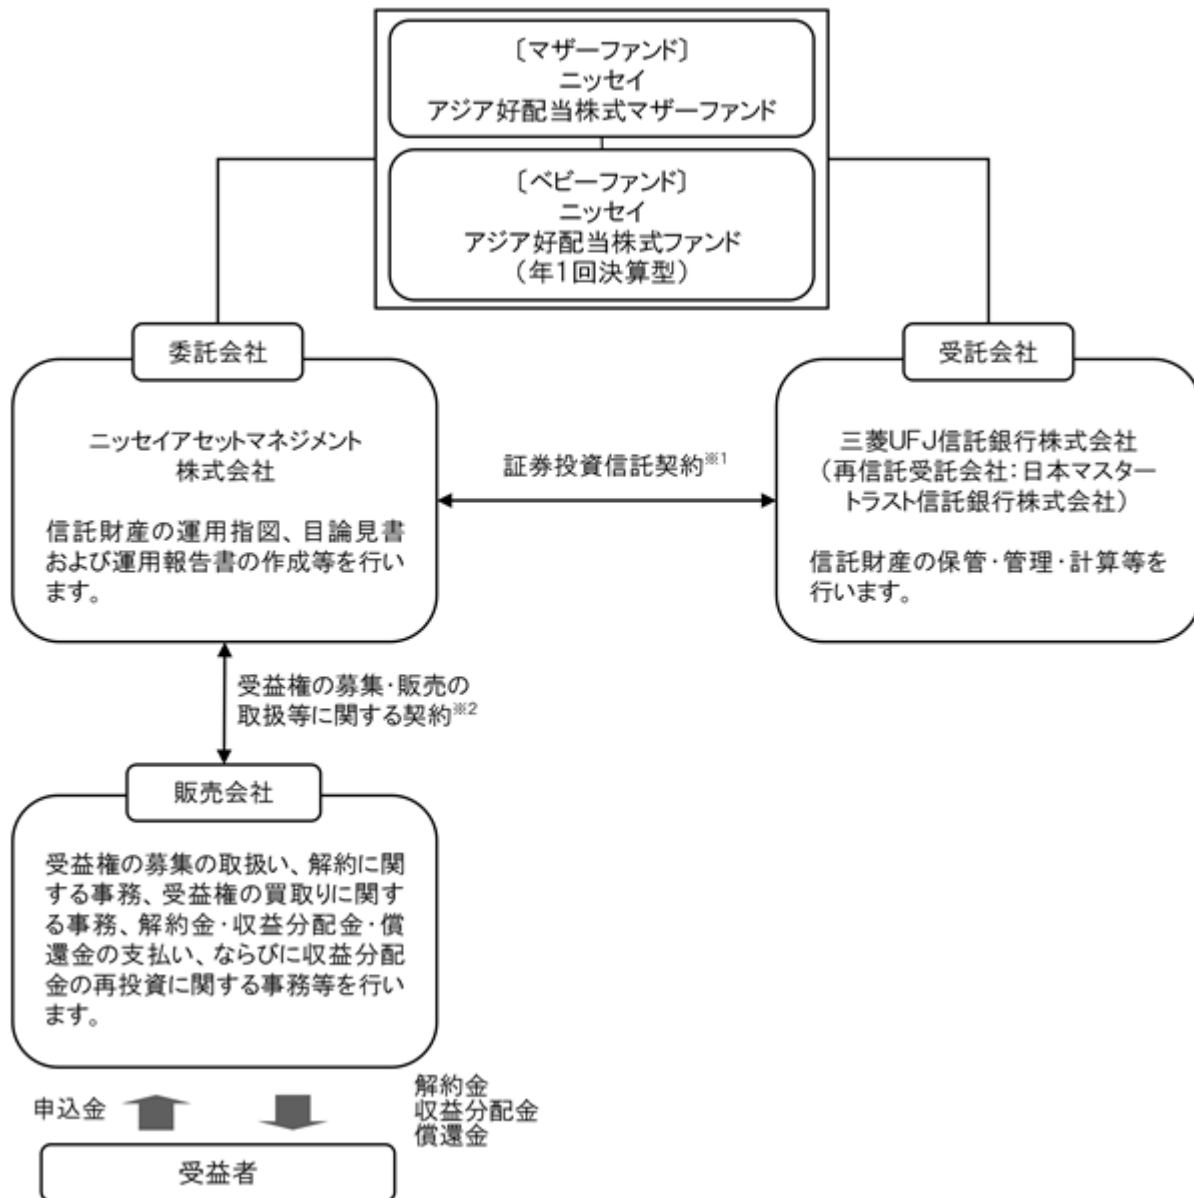 〔マザーファンド〕
ニッセイ
アジア好配当株式マザーファンド
〔ベビーファンド〕
ニッセイ
アジア好配当株式ファンド
（年1回決算型）
委託会社
ニッセイアセットマネジメント
株式会社
信託財産の運用指図、目論見書
および運用報告書の作成等を行い
ます。
証券投資信託契約※1
受託会社
三菱UFJ信託銀行株式会社
（再信託受託会社：日本マスター
トラスト信託銀行株式会社）
信託財産の保管・管理・計算等を
行います。
受益権の募集・販売の
取扱等に関する契約※2
販売会社
受益権の募集の取扱い、解約に関
する事務、受益権の買取りに関す
る事務、解約金・収益分配金・償
還金の支払い、ならびに収益分配
金の再投資に関する事務等を行い
ます。
申込金
解約金
収益分配金
償還金
受益者